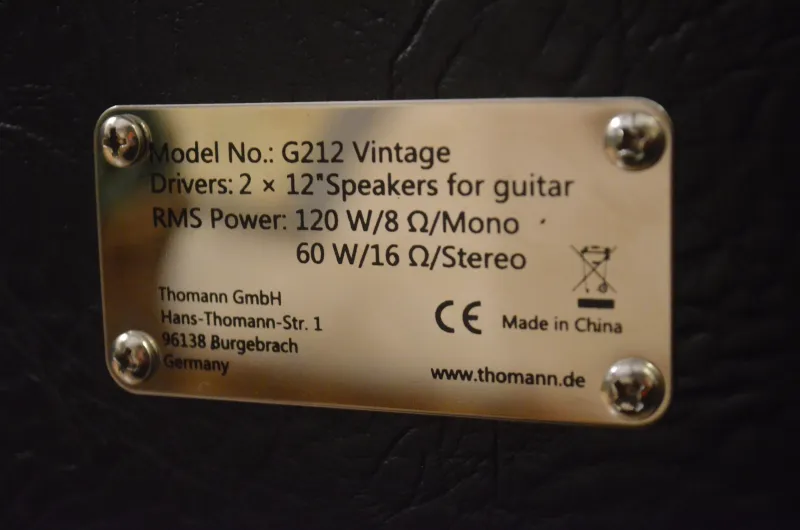 Model No.: G212 Vintage
Drivers: 2 × 12"Speakers for guitar
RMS Power: 120 W/8 Ω/Mono
60 W/16 Ω/Stereo
Thomann GmbH
Hans-Thomann-Str. 1
96138 Burgebrach
Germany
CE
Made in China
www.thomann.de